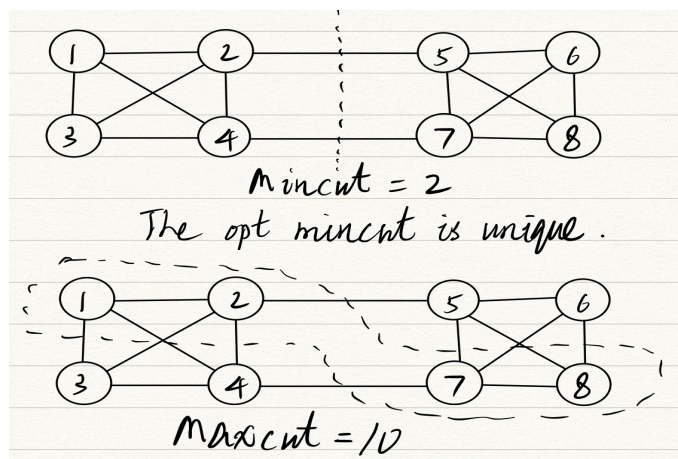 1 2 5 6
3 4 7 8
Mincut = 2
The opt mincut is unique.
1 2 5 6
3 4 7 8
Maxcut = 10